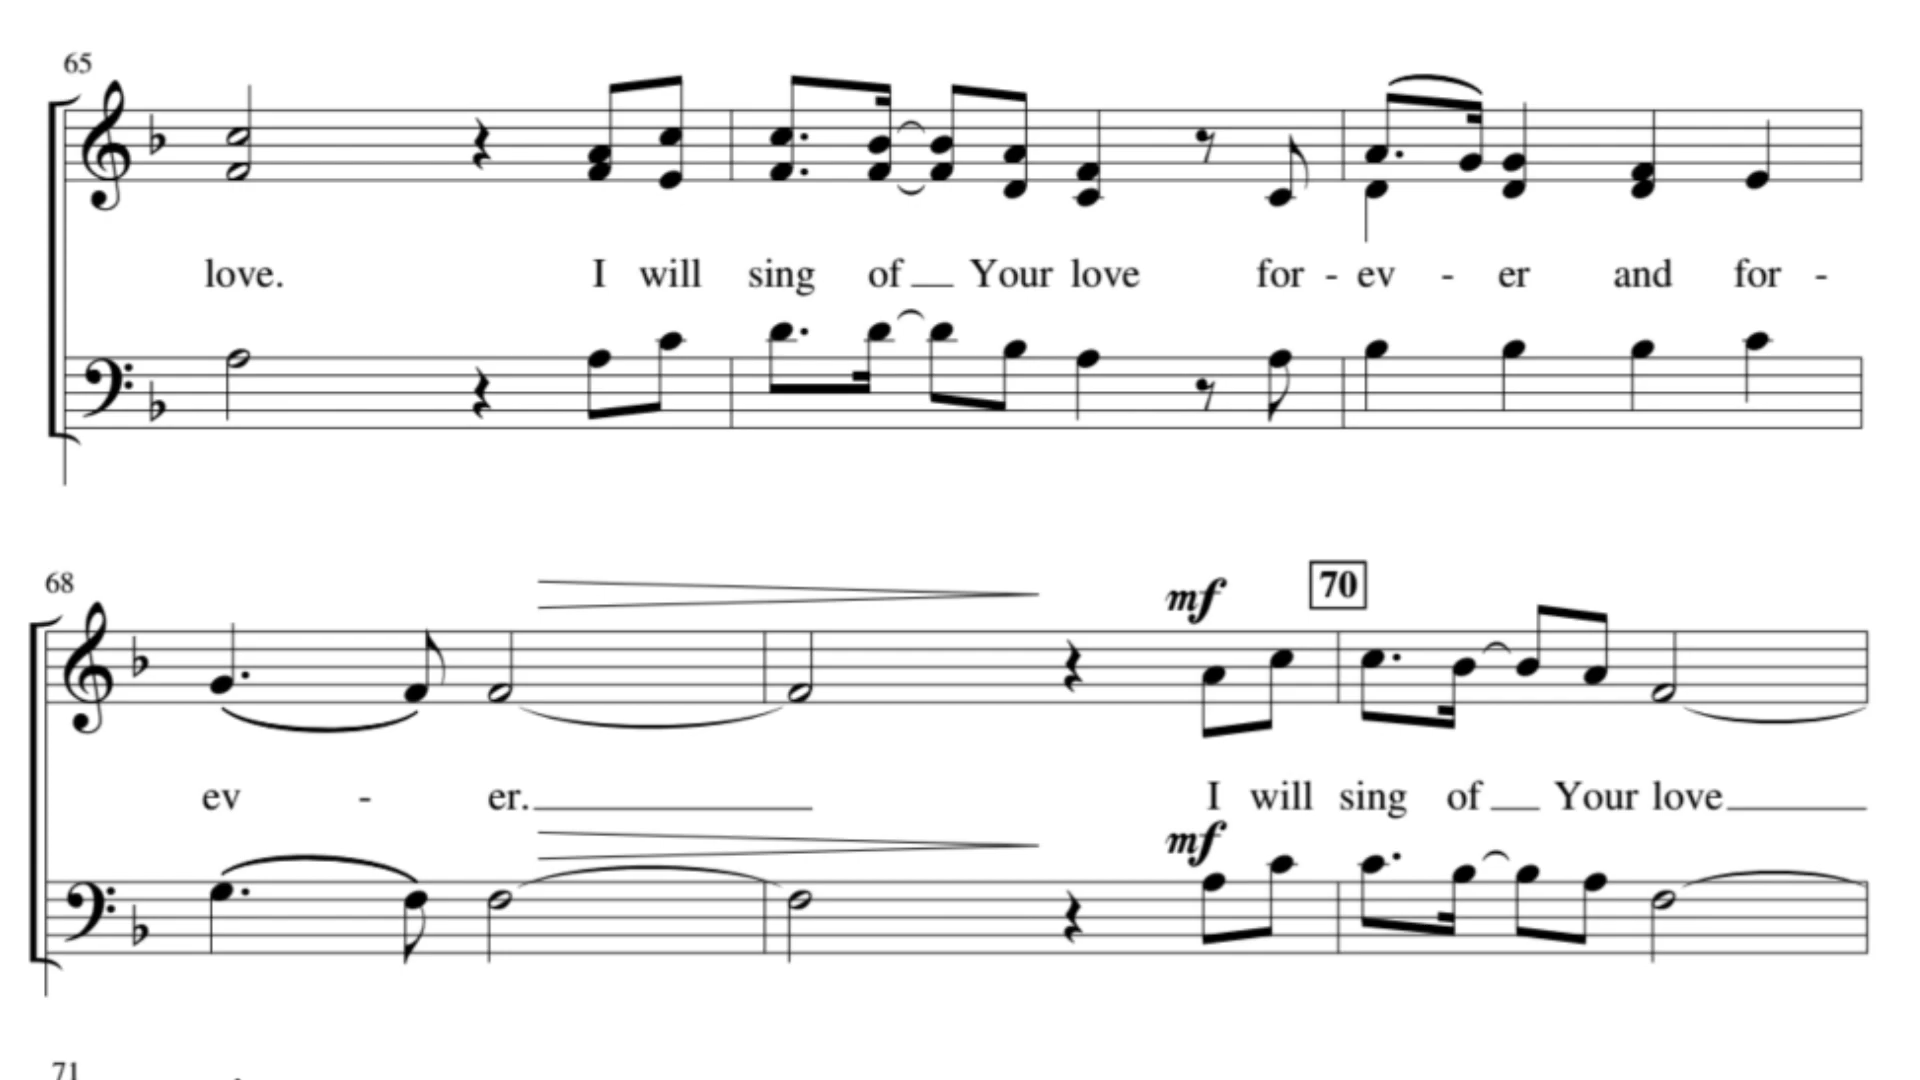 65
love. I will sing of Your love for - ev - er and for -
68
mf 70
ev - er. I will sing of Your love
mf
71